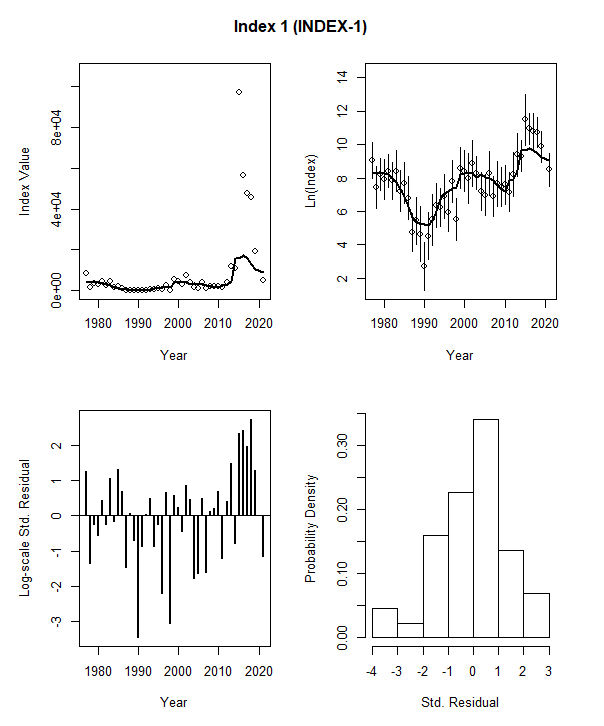 Index 1 (INDEX-1)
Index Value
0e+00 4e+04 8e+04
1980 1990 2000 2010 2020
Year
Ln(Index)
2 4 6 8 10 12 14
1980 1990 2000 2010 2020
Year
Log-scale Std. Residual
-3 -2 -1 0 1 2
1980 1990 2000 2010 2020
Year
Probability Density
0.00 0.10 0.20 0.30
-4 -3 -2 -1 0 1 2 3
Std. Residual